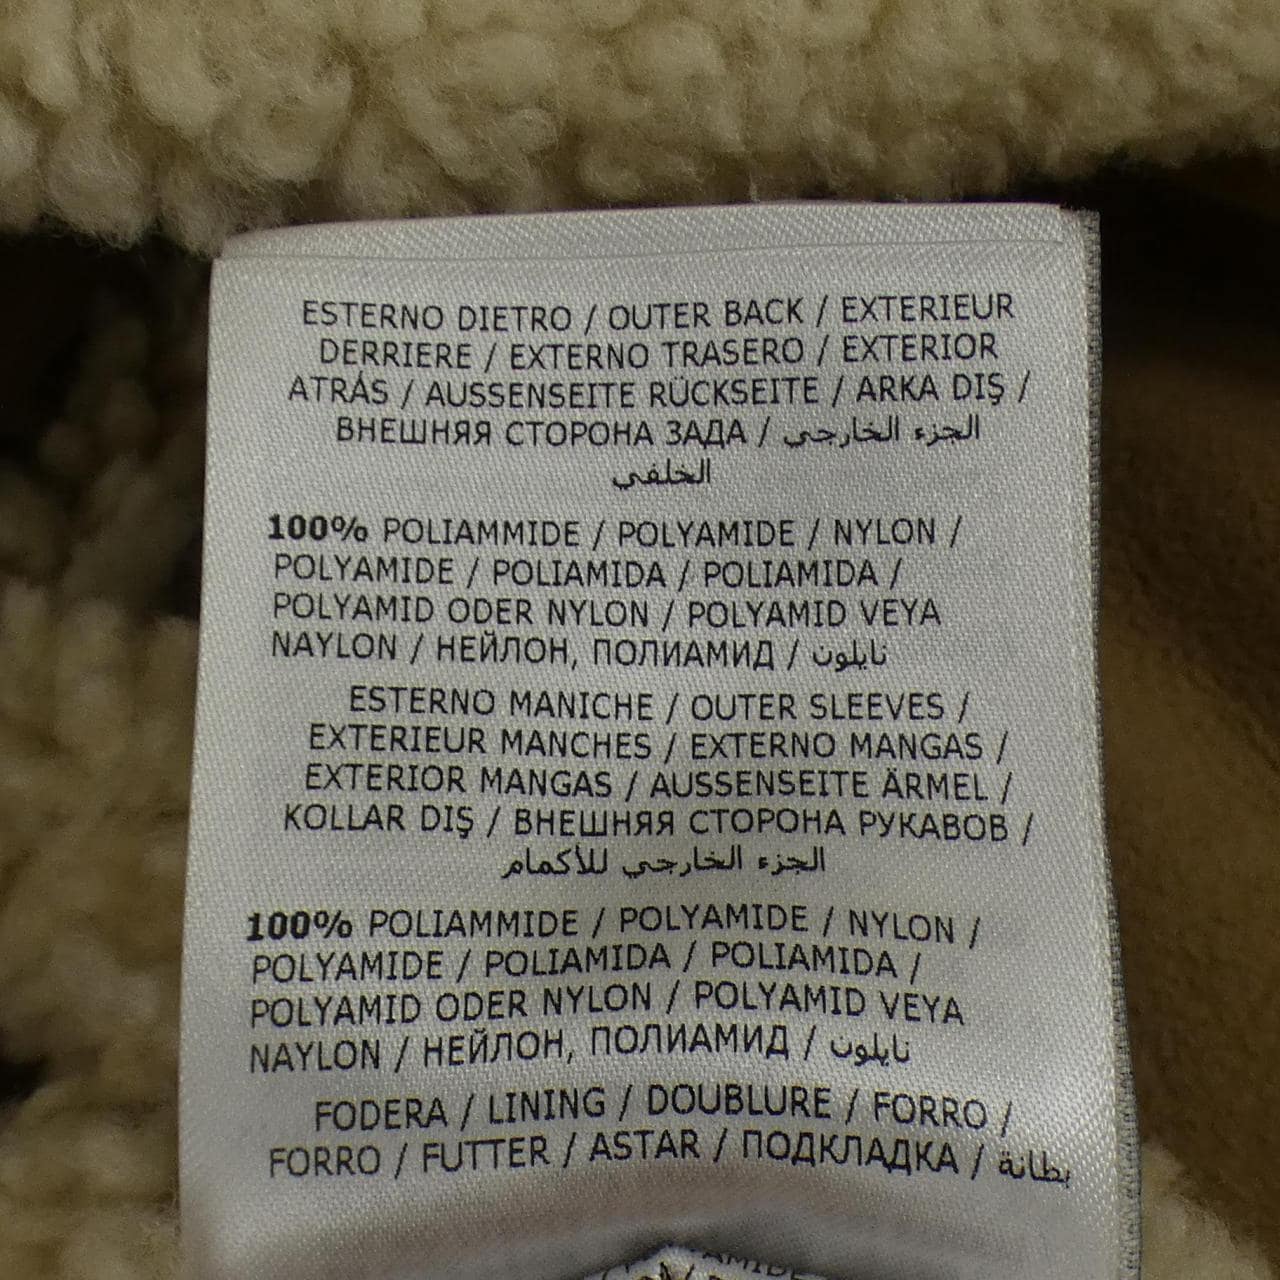 ESTERNO DIETRO / OUTER BACK / EXTERIEUR
DERRIERE / EXTERNO TRASERO / EXTERIOR
ATRÁS / AUSSENSEITE RÜCKSEITE / ARKA DIŞ /
ВНЕШНЯЯ СТОРОНА ЗАДА / الجزء الخارجي
الخلفي
100% POLIAMMIDE / POLYAMIDE / NYLON /
POLYAMIDE / POLIAMIDA / POLIAMIDA /
POLYAMID ODER NYLON / POLYAMID VEYA
NAYLON / НЕЙЛОН, ПОЛИАМИД / نايلون
ESTERNO MANICHE / OUTER SLEEVES /
EXTERIEUR MANCHES / EXTERNO MANGAS /
EXTERIOR MANGAS / AUSSENSEITE ÄRMEL /
KOLLAR DIŞ / ВНЕШНЯЯ СТОРОНА РУКАВОВ /
الجزء الخارجي للأكمام
100% POLIAMMIDE / POLYAMIDE / NYLON /
POLYAMIDE / POLIAMIDA / POLIAMIDA /
POLYAMID ODER NYLON / POLYAMID VEYA
NAYLON / НЕЙЛОН, ПОЛИАМИД / نايلون
FODERA / LINING / DOUBLURE / FORRO /
FORRO / FUTTER / ASTAR / ПОДКЛАДКА / بطانة